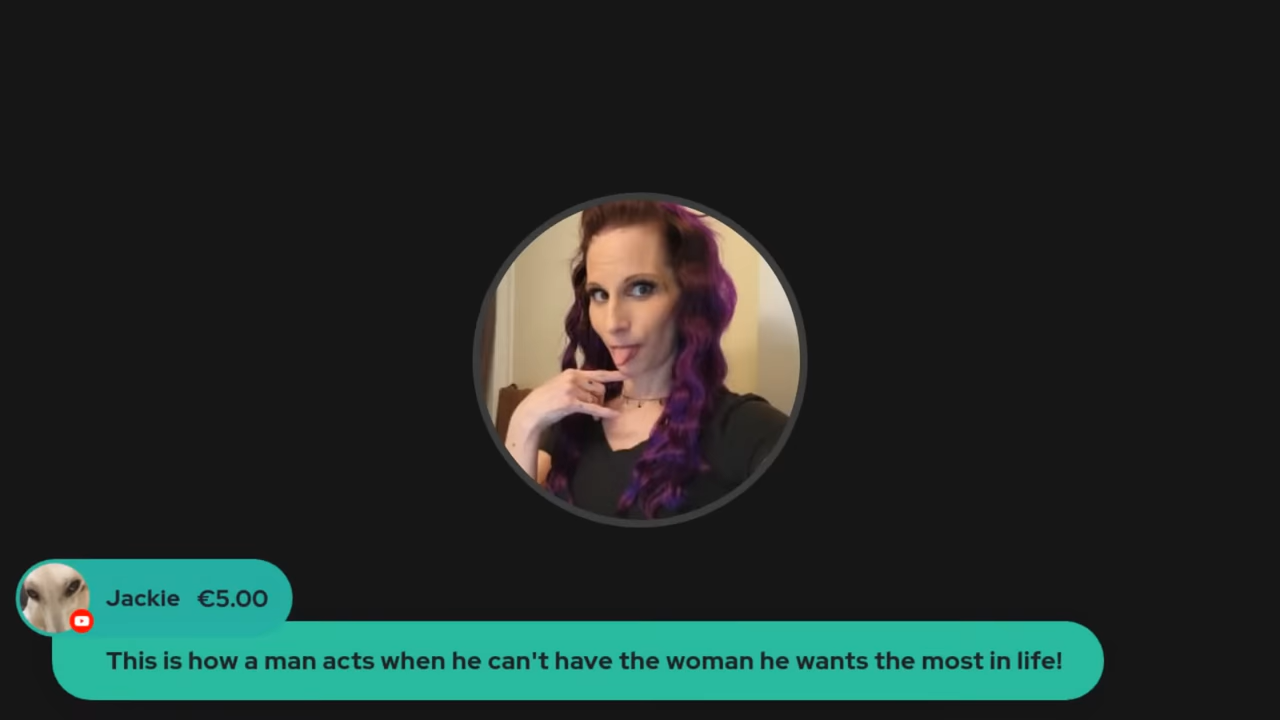 Jackie €5.00
This is how a man acts when he can't have the woman he wants the most in life!